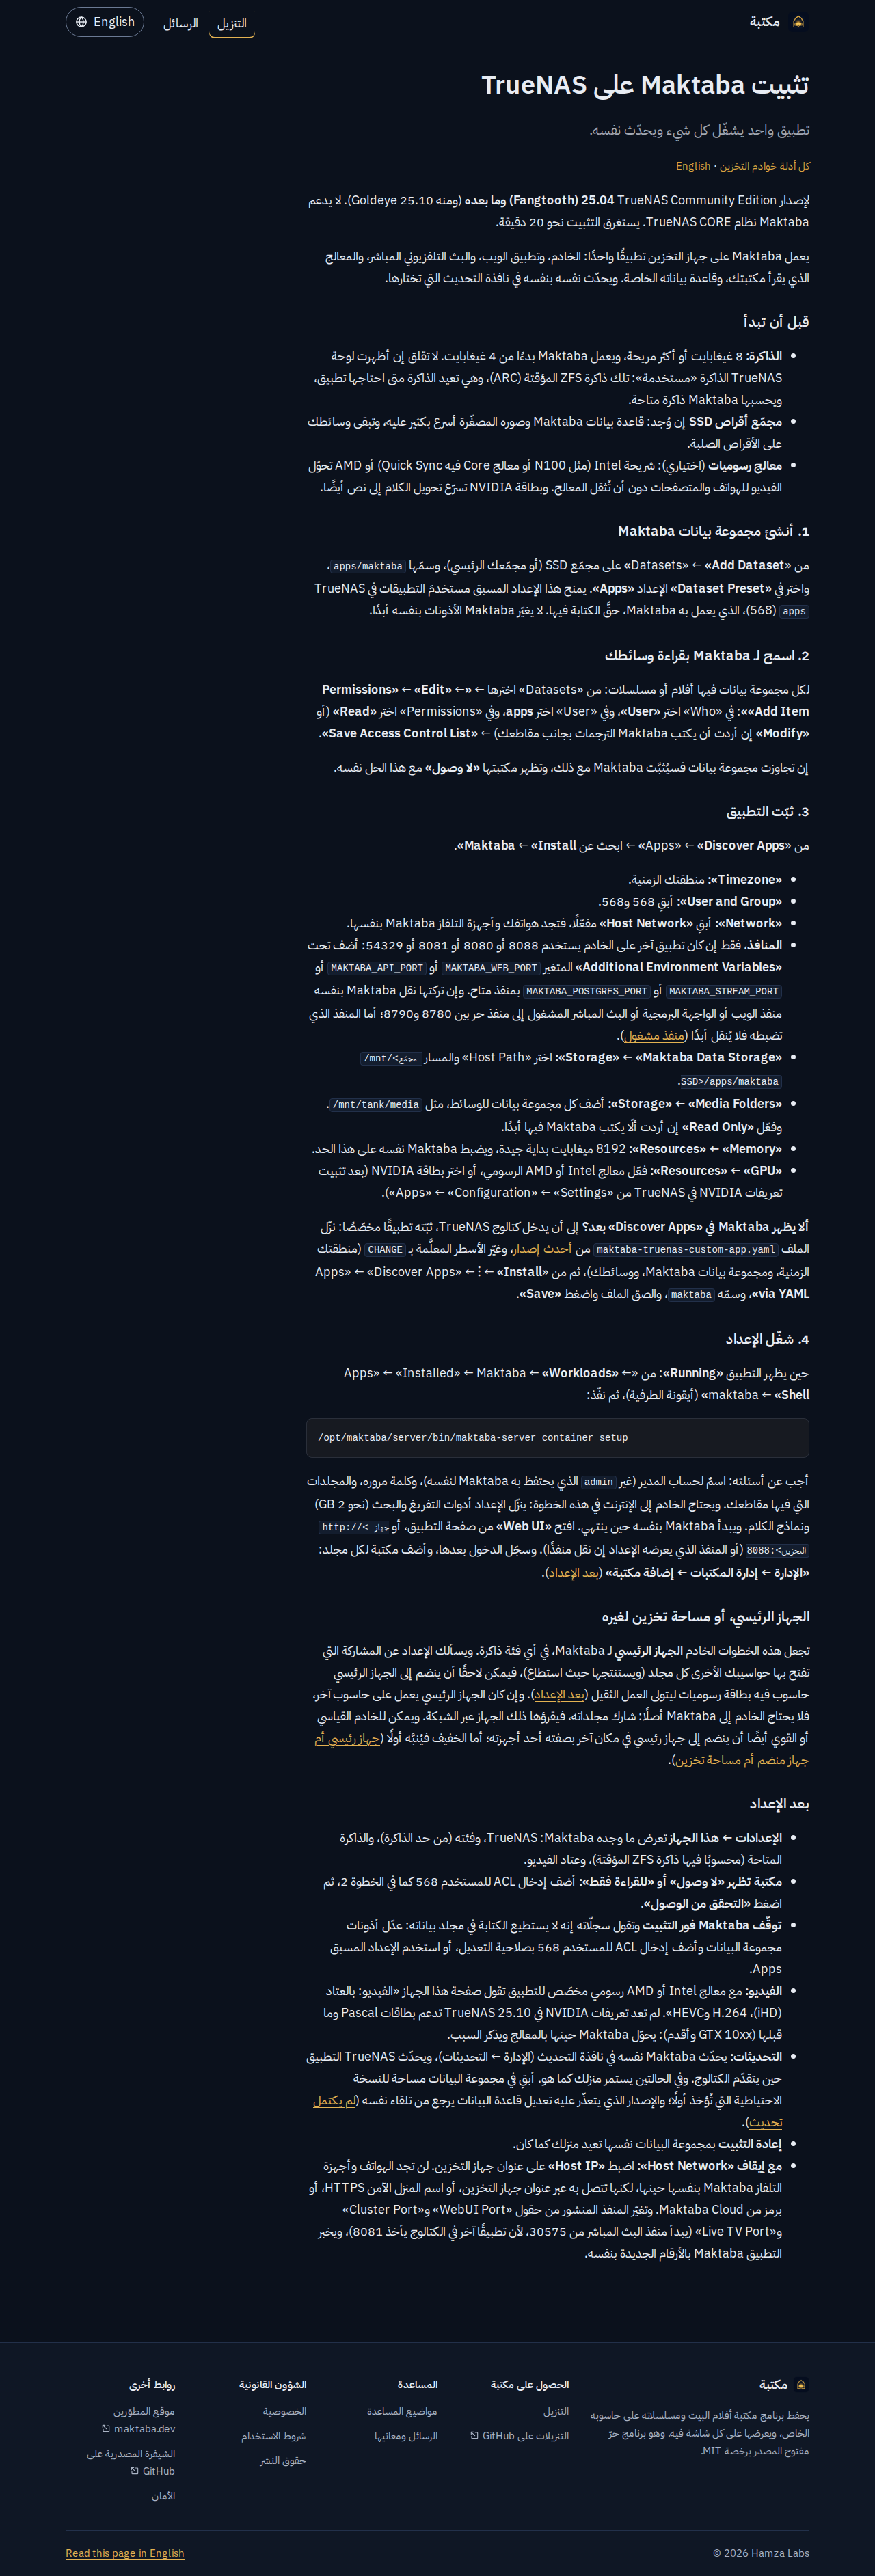 مكتبة
التنزيل
الرسائل
English
تثبيت Maktaba على TrueNAS
تطبيق واحد يشغّل كل شيء ويحدّث نفسه.
كل أدلة خوادم التخزين · English
لإصدار TrueNAS Community Edition 25.04 (Fangtooth) وما بعده (ومنه 25.10 Goldeye). لا يدعم
Maktaba نظام TrueNAS CORE. يستغرق التثبيت نحو 20 دقيقة.
يعمل Maktaba على جهاز التخزين تطبيقًا واحدًا: الخادم، وتطبيق الويب، والبث التلفزيوني المباشر، والمعالج
الذي يقرأ مكتبتك، وقاعدة بياناته الخاصة. ويحدّث نفسه بنفسه في نافذة التحديث التي تختارها.
قبل أن تبدأ
الذاكرة: 8 غيغابايت أو أكثر مريحة، ويعمل Maktaba بدءًا من 4 غيغابايت. لا تقلق إن أظهرت لوحة
TrueNAS الذاكرة «مستخدمة»: تلك ذاكرة ZFS المؤقتة (ARC)، وهي تعيد الذاكرة متى احتاجها تطبيق،
ويحسبها Maktaba ذاكرة متاحة.
مجمّع أقراص SSD إن وُجد: قاعدة بيانات Maktaba وصوره المصغّرة أسرع بكثير عليه، وتبقى وسائطك
على الأقراص الصلبة.
معالج رسوميات (اختياري): شريحة Intel (مثل N100 أو معالج Core فيه Quick Sync) أو AMD تحوّل
الفيديو للهواتف والمتصفحات دون أن تُثقل المعالج. وبطاقة NVIDIA تسرّع تحويل الكلام إلى نص أيضًا.
1. أنشئ مجموعة بيانات Maktaba
من «Datasets» ← «Add Dataset» على مجمّع SSD (أو مجمّعك الرئيسي)، وسمّها apps/maktaba،
واختر في «Dataset Preset» الإعداد «Apps». يمنح هذا الإعداد المسبق مستخدمَ التطبيقات في TrueNAS
apps (568)، الذي يعمل به Maktaba، حقَّ الكتابة فيها. لا يغيّر Maktaba الأذونات بنفسه أبدًا.
2. اسمح لـ Maktaba بقراءة وسائطك
لكل مجموعة بيانات فيها أفلام أو مسلسلات: من «Datasets» اخترها ← «Permissions» ← «Edit» ←
«Add Item»: في «Who» اختر «User»، وفي «User» اختر apps، وفي «Permissions» اختر «Read» (أو
«Modify» إن أردت أن يكتب Maktaba الترجمات بجانب مقاطعك) ← «Save Access Control List».
إن تجاوزت مجموعة بيانات فسيُثبَّت Maktaba مع ذلك، وتظهر مكتبتها «لا وصول» مع هذا الحل نفسه.
3. ثبّت التطبيق
من «Apps» ← «Discover Apps» ← ابحث عن Maktaba ← «Install».
«Timezone»: منطقتك الزمنية.
«User and Group»: أبقِ 568 و568.
«Network»: أبقِ «Host Network» مفعّلًا، فتجد هواتفك وأجهزة التلفاز Maktaba بنفسها.
المنافذ، فقط إن كان تطبيق آخر على الخادم يستخدم 8088 أو 8080 أو 8081 أو 54329: أضف تحت
«Additional Environment Variables» المتغير MAKTABA_WEB_PORT أو MAKTABA_API_PORT أو
MAKTABA_STREAM_PORT أو MAKTABA_POSTGRES_PORT بمنفذ متاح. وإن تركتها نقل Maktaba بنفسه
منفذ الويب أو الواجهة البرمجية أو البث المباشر المشغول إلى منفذ حر بين 8780 و8790؛ أما المنفذ الذي
تضبطه فلا يُنقل أبدًا (منفذ مشغول).
«Storage» ← «Maktaba Data Storage»: اختر «Host Path» والمسار /mnt/<مجمّع
SSD>/apps/maktaba.
«Storage» ← «Media Folders»: أضف كل مجموعة بيانات للوسائط، مثل /mnt/tank/media.
وفعّل «Read Only» إن أردت ألّا يكتب Maktaba فيها أبدًا.
«Resources» ← «Memory»: 8192 ميغابايت بداية جيدة، ويضبط Maktaba نفسه على هذا الحد.
«Resources» ← «GPU»: فعّل معالج Intel أو AMD الرسومي، أو اختر بطاقة NVIDIA (بعد تثبيت
تعريفات NVIDIA في TrueNAS من «Apps» ← «Configuration» ← «Settings»).
ألا يظهر Maktaba في «Discover Apps» بعد؟ إلى أن يدخل كتالوج TrueNAS، ثبّته تطبيقًا مخصّصًا: نزّل
الملف maktaba-truenas-custom-app.yaml من أحدث إصدار، وغيّر الأسطر المعلَّمة بـ CHANGE (منطقتك
الزمنية، ومجموعة بيانات Maktaba، ووسائطك)، ثم من «Apps» ← «Discover Apps» ← ⋮ ← «Install
via YAML»، وسمّه maktaba، والصق الملف واضغط «Save».
4. شغّل الإعداد
حين يظهر التطبيق «Running»: من «Apps» ← «Installed» ← Maktaba ← «Workloads» ←
maktaba ← «Shell» (أيقونة الطرفية)، ثم نفّذ:
/opt/maktaba/server/bin/maktaba-server container setup
أجب عن أسئلته: اسمٌ لحساب المدير (غير admin الذي يحتفظ به Maktaba لنفسه)، وكلمة مروره، والمجلدات
التي فيها مقاطعك. ويحتاج الخادم إلى الإنترنت في هذه الخطوة: ينزّل الإعداد أدوات التفريغ والبحث (نحو 2 GB)
ونماذج الكلام. ويبدأ Maktaba بنفسه حين ينتهي. افتح «Web UI» من صفحة التطبيق، أو http://<جهاز
التخزين>:8088 (أو المنفذ الذي يعرضه الإعداد إن نقل منفذًا). وسجّل الدخول بعدها، وأضف مكتبة لكل مجلد:
«الإدارة ← إدارة المكتبات ← إضافة مكتبة» (بعد الإعداد).
الجهاز الرئيسي، أو مساحة تخزين لغيره
تجعل هذه الخطوات الخادم الجهاز الرئيسي لـ Maktaba، في أي فئة ذاكرة. ويسألك الإعداد عن المشاركة التي
تفتح بها حواسيبك الأخرى كل مجلد (ويستنتجها حيث استطاع)، فيمكن لاحقًا أن ينضم إلى الجهاز الرئيسي
حاسوب فيه بطاقة رسوميات ليتولى العمل الثقيل (بعد الإعداد). وإن كان الجهاز الرئيسي يعمل على حاسوب آخر،
فلا يحتاج الخادم إلى Maktaba أصلًا: شارك مجلداته، فيقرؤها ذلك الجهاز عبر الشبكة. ويمكن للخادم القياسي
أو القوي أيضًا أن ينضم إلى جهاز رئيسي في مكان آخر بصفته أحد أجهزته؛ أما الخفيف فيُنبَّه أولًا (جهاز رئيسي أم
جهاز منضم أم مساحة تخزين).
بعد الإعداد
الإعدادات ← هذا الجهاز تعرض ما وجده Maktaba: TrueNAS، وفئته (من حد الذاكرة)، والذاكرة
المتاحة (محسوبًا فيها ذاكرة ZFS المؤقتة)، وعتاد الفيديو.
مكتبة تظهر «لا وصول» أو «للقراءة فقط»: أضف إدخال ACL للمستخدم 568 كما في الخطوة 2، ثم
اضغط «التحقق من الوصول».
توقّف Maktaba فور التثبيت وتقول سجلّاته إنه لا يستطيع الكتابة في مجلد بياناته: عدّل أذونات
مجموعة البيانات وأضف إدخال ACL للمستخدم 568 بصلاحية التعديل، أو استخدم الإعداد المسبق
Apps.
الفيديو: مع معالج Intel أو AMD رسومي مخصّص للتطبيق تقول صفحة هذا الجهاز «الفيديو: بالعتاد
(iHD)، H.264 وHEVC». لم تعد تعريفات NVIDIA في TrueNAS 25.10 تدعم بطاقات Pascal وما
قبلها (GTX 10xx وأقدم): يحوّل Maktaba حينها بالمعالج ويذكر السبب.
التحديثات: يحدّث Maktaba نفسه في نافذة التحديث (الإدارة ← التحديثات)، ويحدّث TrueNAS التطبيق
حين يتقدّم الكتالوج. وفي الحالتين يستمر منزلك كما هو. أبقِ في مجموعة البيانات مساحة للنسخة
الاحتياطية التي تُؤخذ أولًا؛ والإصدار الذي يتعذّر عليه تعديل قاعدة البيانات يرجع من تلقاء نفسه (لم يكتمل
تحديث).
إعادة التثبيت بمجموعة البيانات نفسها تعيد منزلك كما كان.
مع إيقاف «Host Network»: اضبط «Host IP» على عنوان جهاز التخزين. لن تجد الهواتف وأجهزة
التلفاز Maktaba بنفسها حينها، لكنها تتصل به عبر عنوان جهاز التخزين، أو اسم المنزل الآمن HTTPS، أو
برمز من Maktaba Cloud. وتغيّر المنفذ المنشور من حقول «WebUI Port» و«Cluster Port»
و«Live TV Port» (يبدأ منفذ البث المباشر من 30575، لأن تطبيقًا آخر في الكتالوج يأخذ 8081)، ويخبر
التطبيق Maktaba بالأرقام الجديدة بنفسه.
مكتبة
يحفظ برنامج مكتبة أفلام البيت ومسلسلاته على حاسوبه
الخاص، ويعرضها على كل شاشة فيه. وهو برنامج حرّ
مفتوح المصدر برخصة MIT.
الحصول على مكتبة
التنزيل
التنزيلات على GitHub
المساعدة
مواضيع المساعدة
الرسائل ومعانيها
الشؤون القانونية
الخصوصية
شروط الاستخدام
حقوق النشر
روابط أخرى
موقع المطوّرين
maktaba.dev
الشيفرة المصدرية على
GitHub
الأمان
© 2026 Hamza Labs
Read this page in English